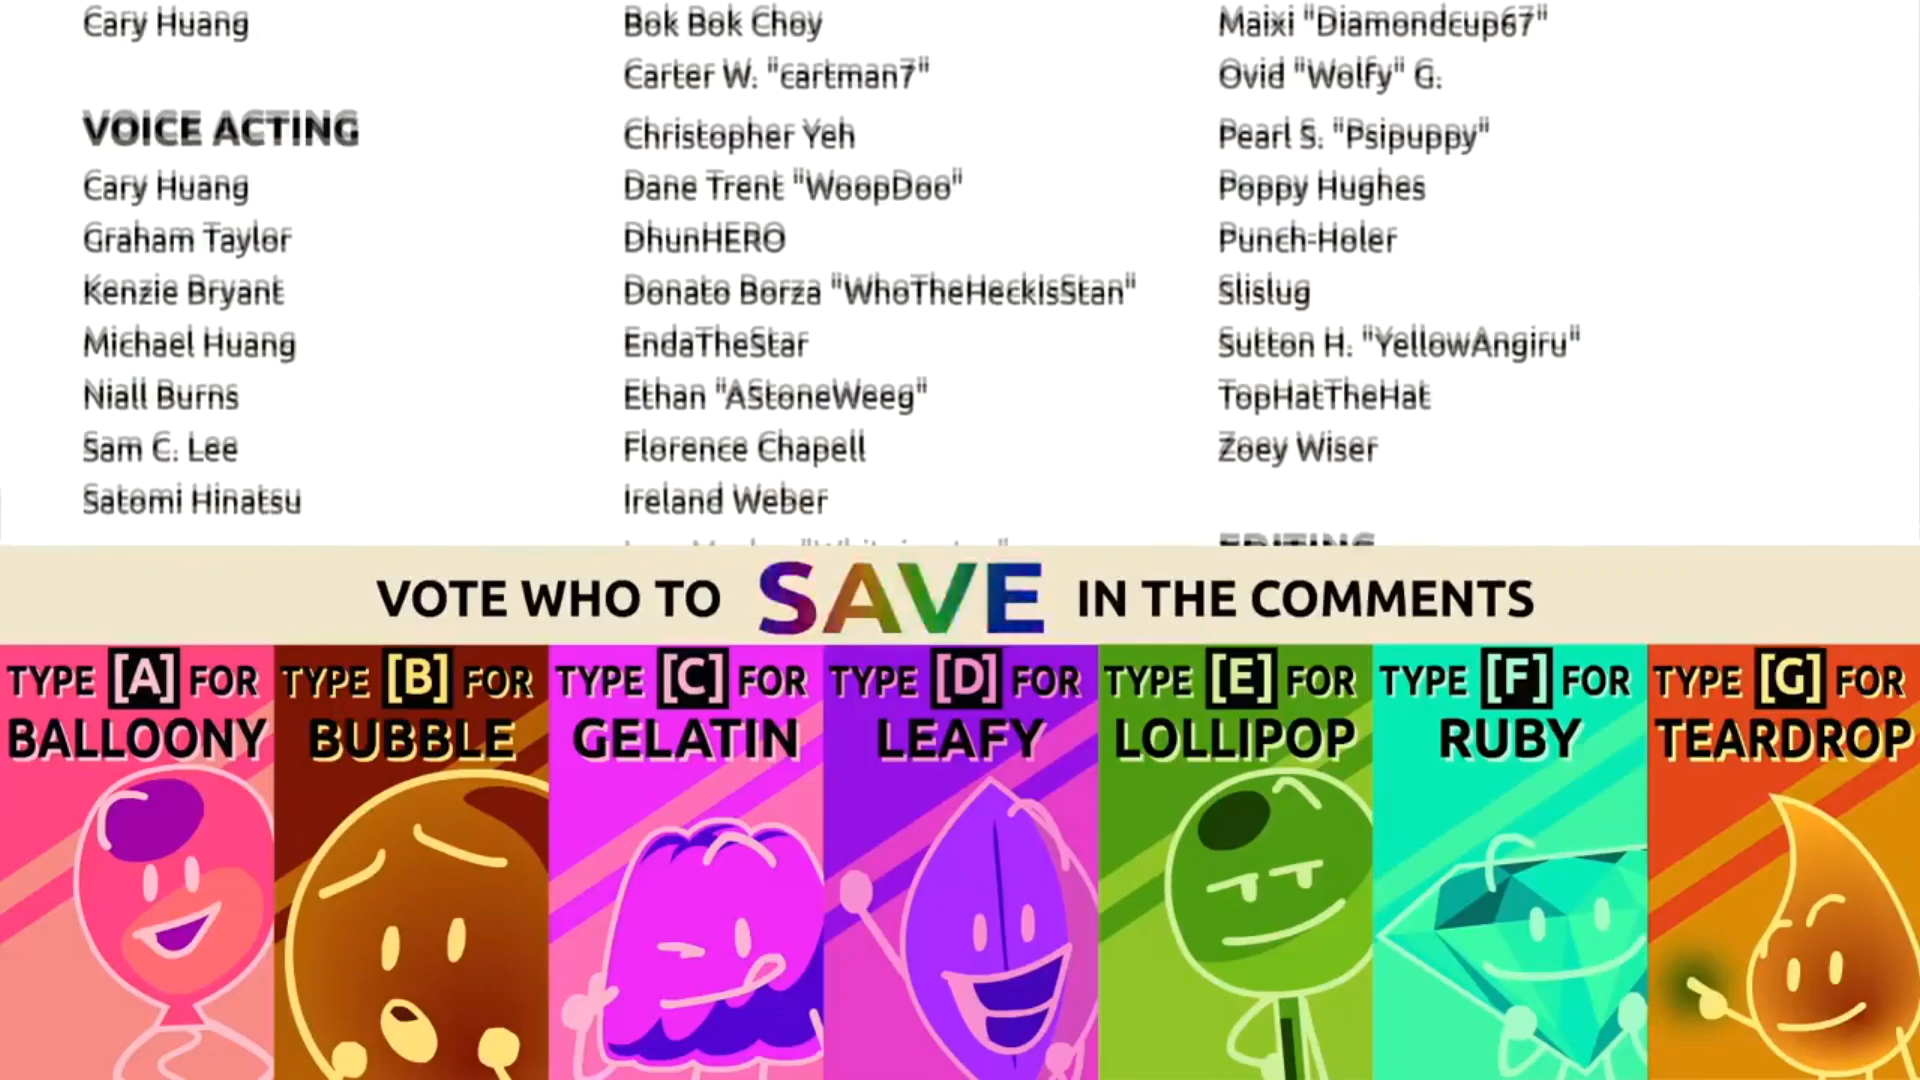 Cary Huang
VOICE ACTING
Cary Huang
Graham Taylor
Kenzie Bryant
Michael Huang
Niall Burns
Sam C. Lee
Satomi Hinatsu
Bok Bok Choy
Carter W. "cartman7"
Christopher Yeh
Dane Trent "WoopDoo"
DhunHERO
Donato Borza "WhoTheHeckIsStan"
EndaTheStar
Ethan "AStoneWeeg"
Florence Chapell
Ireland Weber
Maixi "Diamondcup67"
Ovid "Wolfy" G.
Pearl S. "Psipuppy"
Poppy Hughes
Punch-Holer
Slislug
Sutton H. "YellowAngiru"
TopHatTheHat
Zoey Wiser
EDITING
VOTE WHO TO SAVE IN THE COMMENTS
TYPE [A] FOR
BALLOONY
TYPE [B] FOR
BUBBLE
TYPE [C] FOR
GELATIN
TYPE [D] FOR
LEAFY
TYPE [E] FOR
LOLLIPOP
TYPE [F] FOR
RUBY
TYPE [G] FOR
TEARDROP